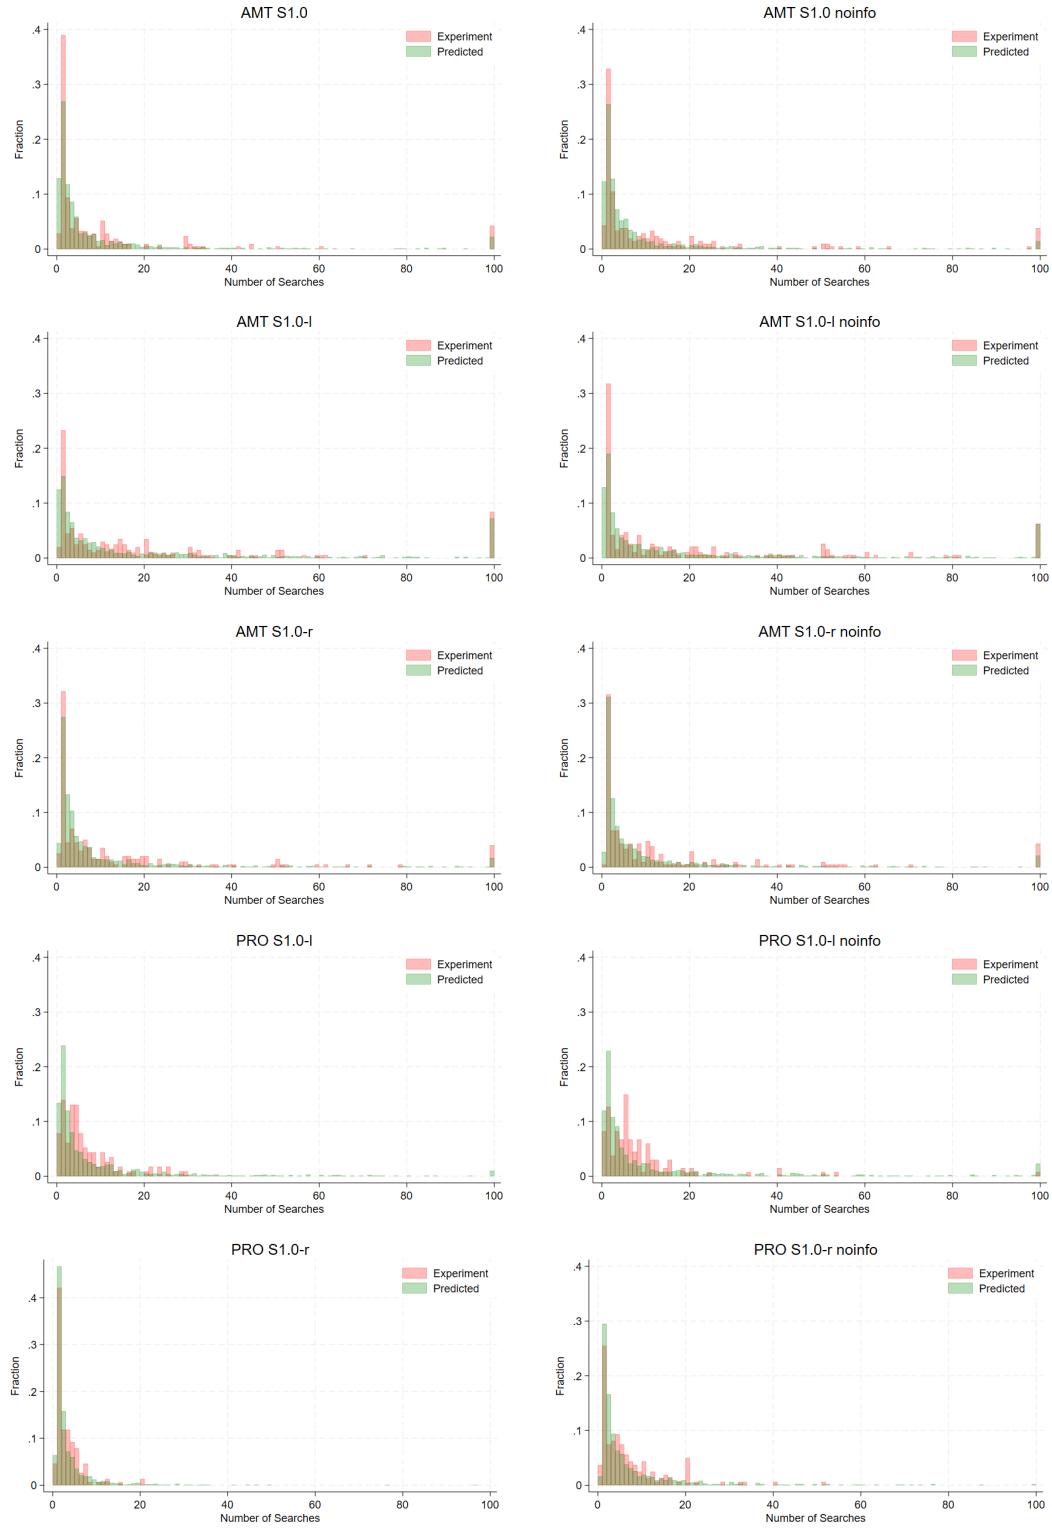 AMT S1.0
Experiment
Predicted
.4
.3
.2
.1
0
Fraction
0 20 40 60 80 100
Number of Searches
AMT S1.0 noinfo
Experiment
Predicted
.4
.3
.2
.1
0
Fraction
0 20 40 60 80 100
Number of Searches
AMT S1.0-l
Experiment
Predicted
.4
.3
.2
.1
0
Fraction
0 20 40 60 80 100
Number of Searches
AMT S1.0-l noinfo
Experiment
Predicted
.4
.3
.2
.1
0
Fraction
0 20 40 60 80 100
Number of Searches
AMT S1.0-r
Experiment
Predicted
.4
.3
.2
.1
0
Fraction
0 20 40 60 80 100
Number of Searches
AMT S1.0-r noinfo
Experiment
Predicted
.4
.3
.2
.1
0
Fraction
0 20 40 60 80 100
Number of Searches
PRO S1.0-l
Experiment
Predicted
.4
.3
.2
.1
0
Fraction
0 20 40 60 80 100
Number of Searches
PRO S1.0-l noinfo
Experiment
Predicted
.4
.3
.2
.1
0
Fraction
0 20 40 60 80 100
Number of Searches
PRO S1.0-r
Experiment
Predicted
.4
.3
.2
.1
0
Fraction
0 20 40 60 80 100
Number of Searches
PRO S1.0-r noinfo
Experiment
Predicted
.4
.3
.2
.1
0
Fraction
0 20 40 60 80 100
Number of Searches